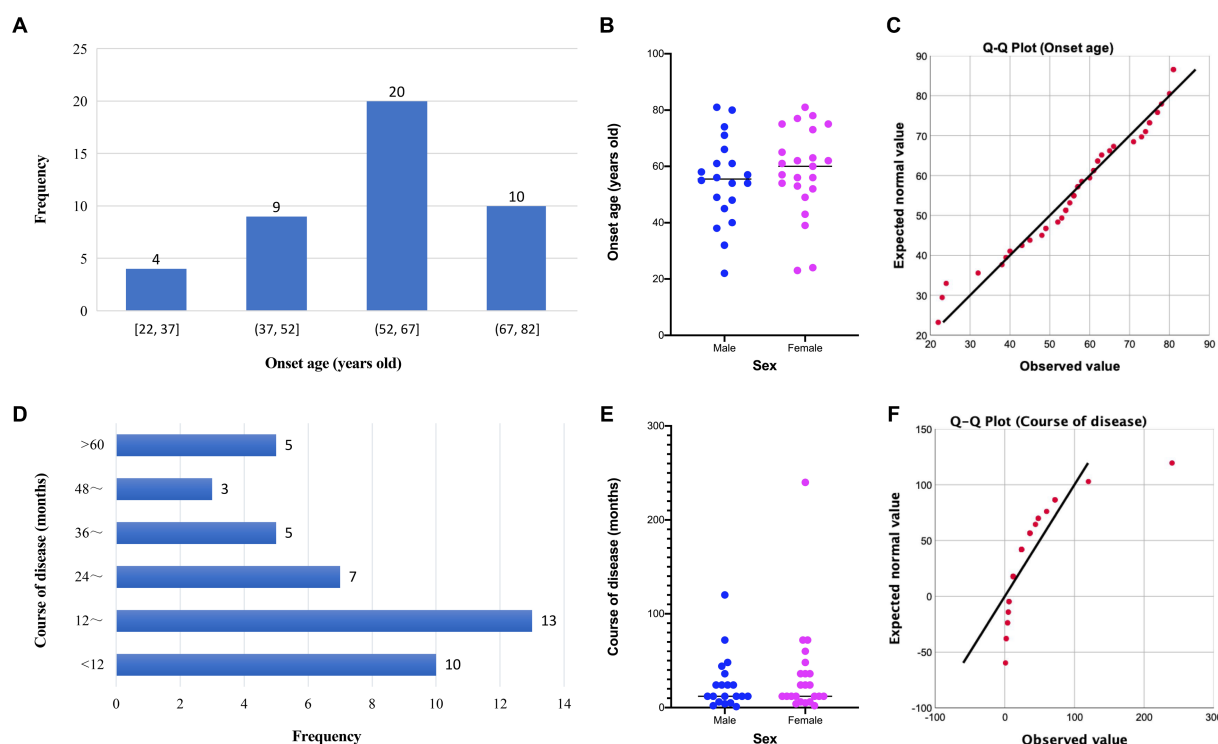 A
25
20
15
10
5
0
Frequency
4
9
20
10
[22, 37]
(37, 52]
(52, 67]
(67, 82]
Onset age (years old)
B
100
80
60
40
20
0
Onset age (years old)
Male
Female
Sex
C
Q-Q Plot (Onset age)
90
80
70
60
50
40
30
20
Expected normal value
20
30
40
50
60
70
80
90
Observed value
D
Course of disease (months)
>60
5
48~
3
36~
5
24~
7
12~
13
<12
10
0
2
4
6
8
10
12
14
Frequency
E
300
200
100
0
Course of disease (months)
Male
Female
Sex
F
Q-Q Plot (Course of disease)
150
100
50
0
-50
-100
Expected normal value
-100
0
100
200
300
Observed value